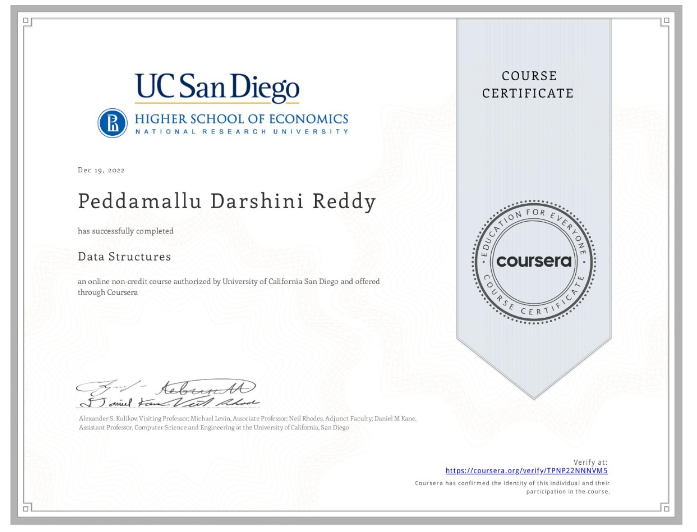 UC San Diego
HIGHER SCHOOL OF ECONOMICS
NATIONAL RESEARCH UNIVERSITY
COURSE
CERTIFICATE
Dec 19, 2022
Peddamallu Darshini Reddy
has successfully completed
Data Structures
an online non-credit course authorized by University of California San Diego and offered
through Coursera
EDUCATION FOR EVERYONE
coursera
COURSE CERTIFICATE
Alexander S. Kulikov, Visiting Professor; Michael Levin, Associate Professor; Neil Rhodes, Adjunct Faculty; Daniel M Kane,
Assistant Professor, Computer Science and Engineering at the University of California, San Diego
Verify at:
https://coursera.org/verify/TPNP22NNNVM5
Coursera has confirmed the identity of this individual and their
participation in the course.